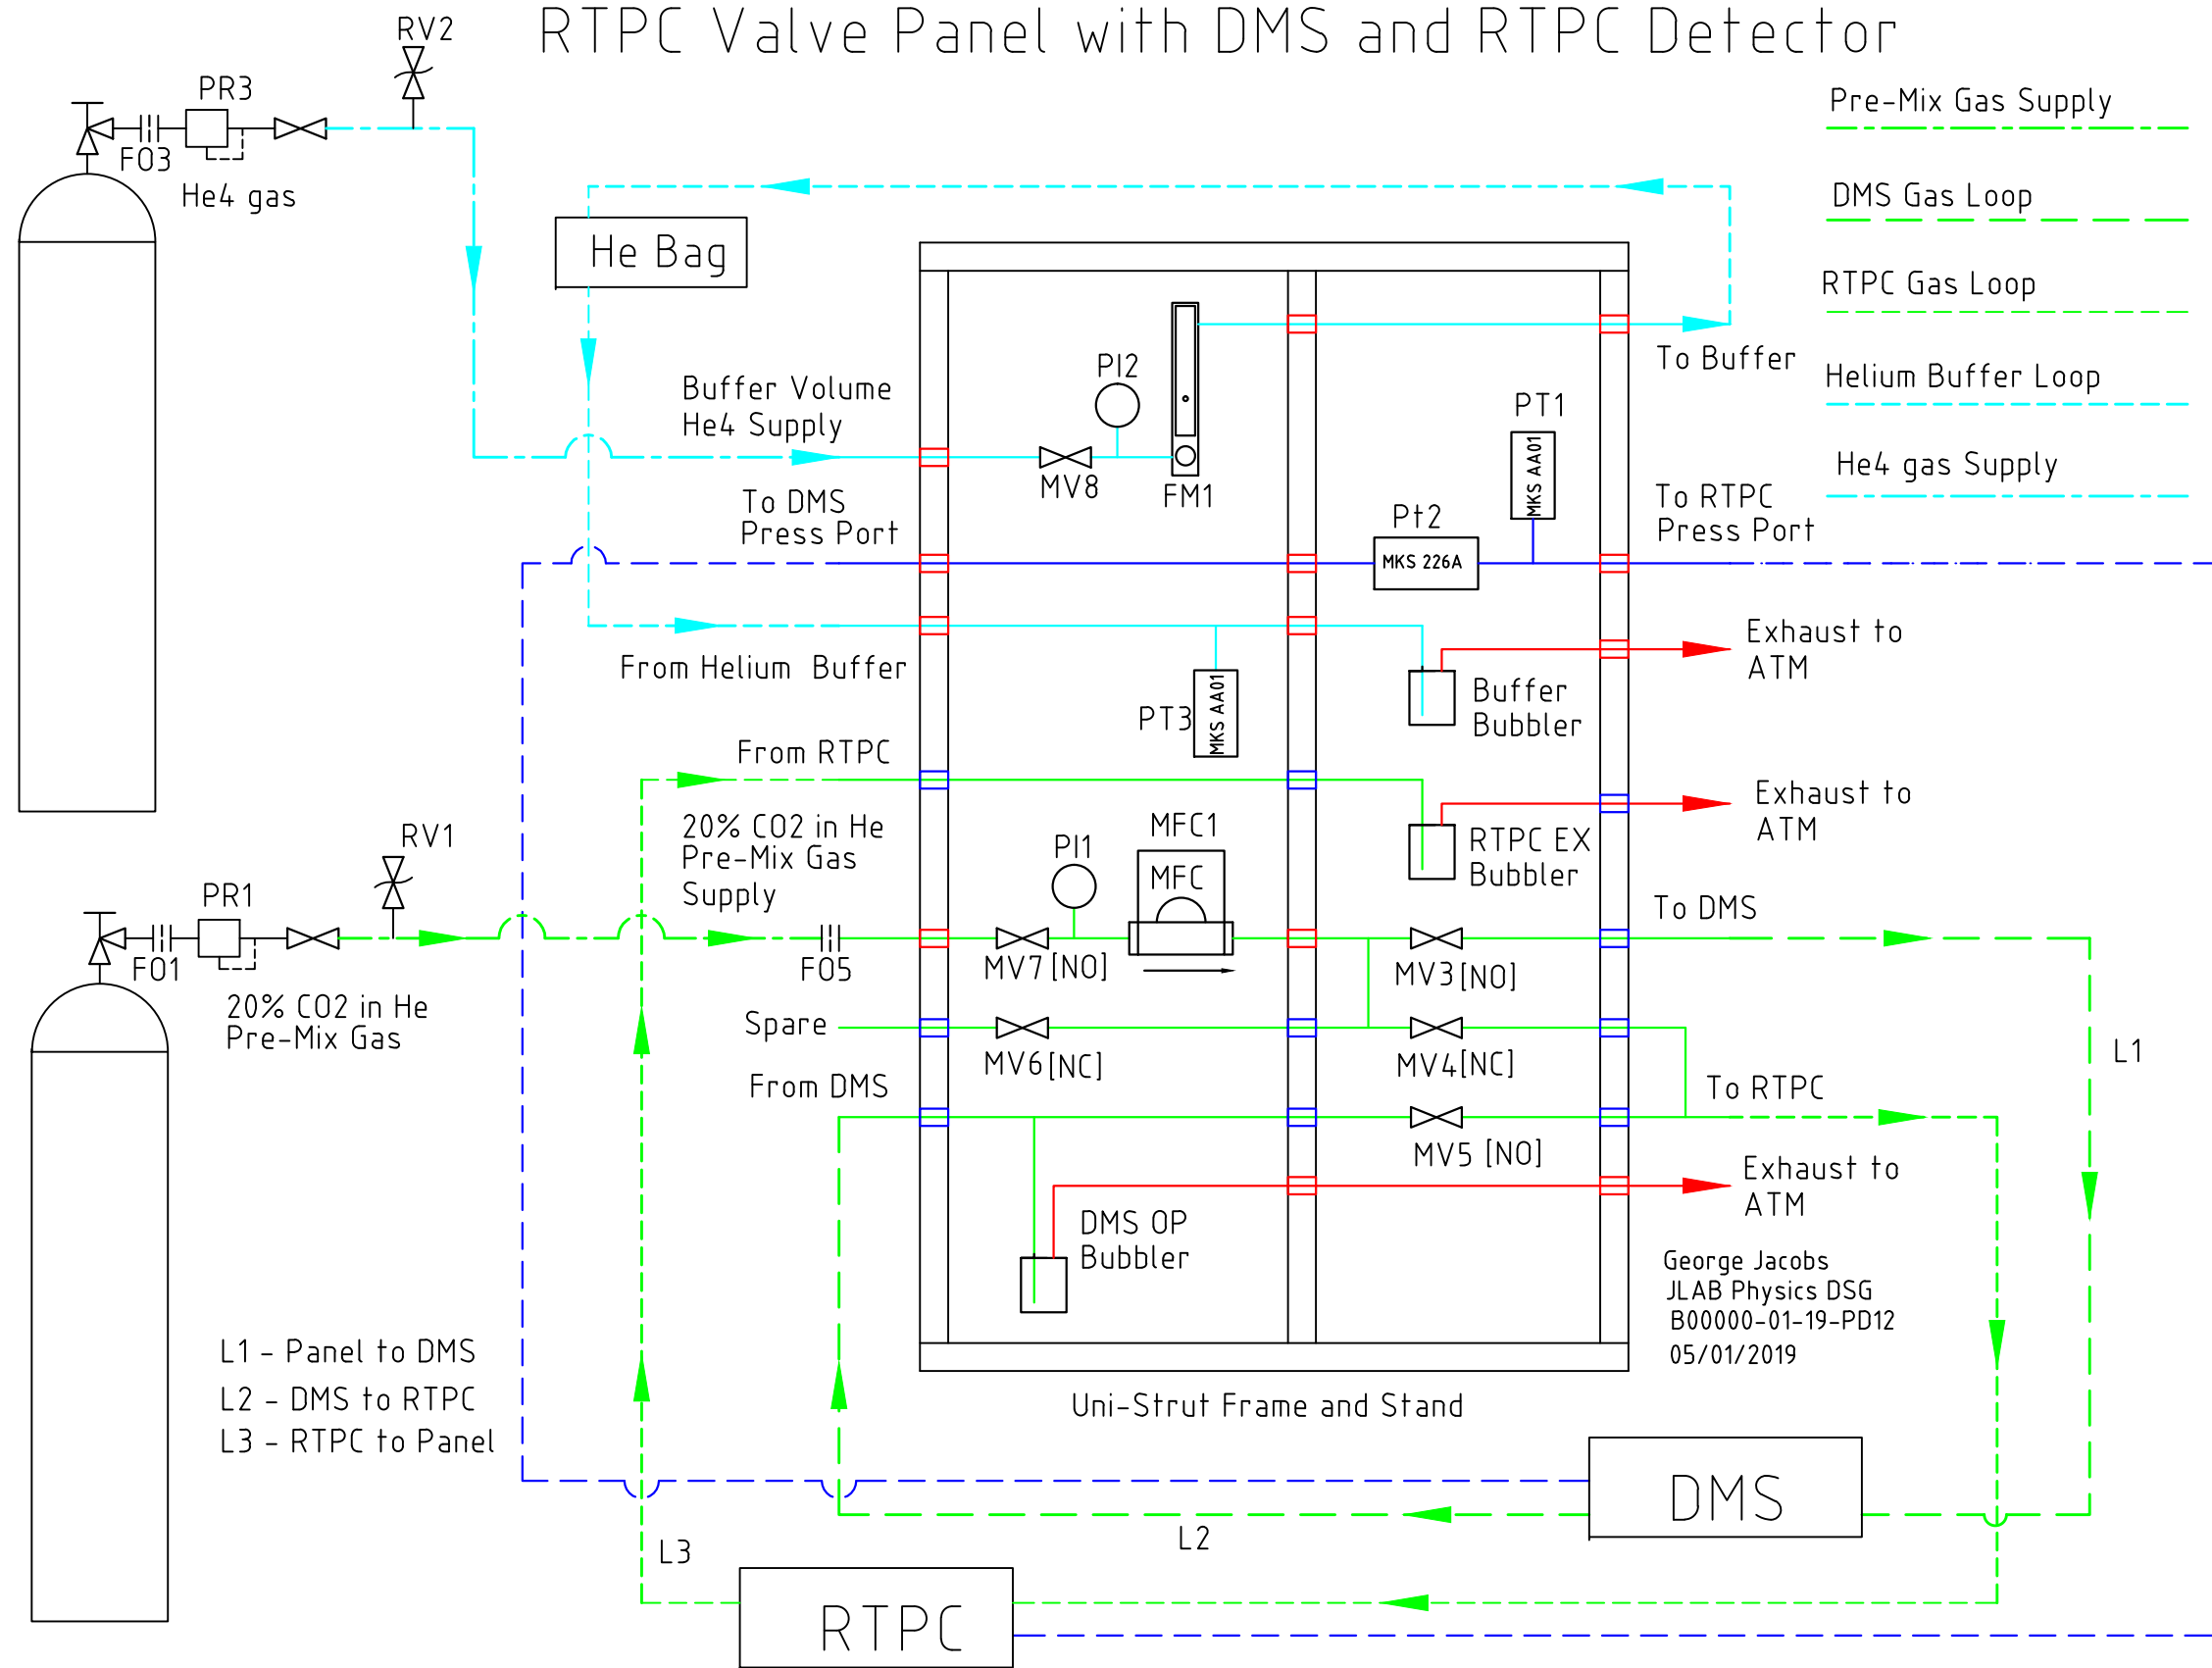 RTPC Valve Panel with DMS and RTPC Detector
RV2
PR3
FO3
He4 gas
Pre-Mix Gas Supply
DMS Gas Loop
RTPC Gas Loop
Helium Buffer Loop
He4 gas Supply
He Bag
To Buffer
Buffer Volume
He4 Supply
PI2
MV8
FM1
PT1
MKS AA01
To DMS
Press Port
Pt2
MKS 226A
To RTPC
Press Port
From Helium Buffer
PT3
MKS AA01
Buffer
Bubbler
Exhaust to
ATM
From RTPC
RTPC EX
Bubbler
Exhaust to
ATM
RV1
PR1
FO1
20% CO2 in He
Pre-Mix Gas
20% CO2 in He
Pre-Mix Gas
Supply
FO5
PI1
MFC1
MFC
MV7 [NO]
MV3 [NO]
To DMS
Spare
MV6 [NC]
MV4 [NC]
L1
From DMS
To RTPC
MV5 [NO]
Exhaust to
ATM
DMS OP
Bubbler
George Jacobs
JLAB Physics DSG
B00000-01-19-PD12
05/01/2019
L1 - Panel to DMS
L2 - DMS to RTPC
L3 - RTPC to Panel
Uni-Strut Frame and Stand
DMS
L2
L3
RTPC